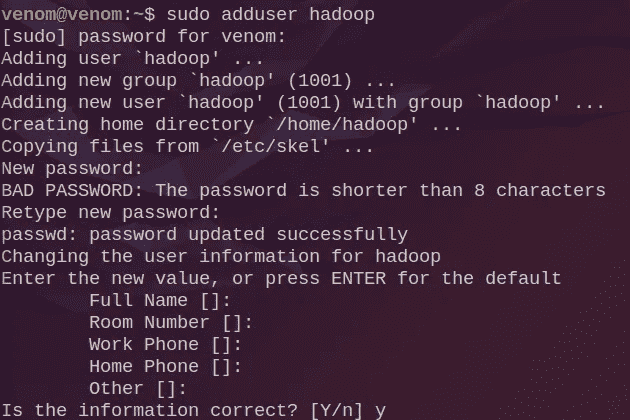 venom@venom:~$ sudo adduser hadoop
[sudo] password for venom:
Adding user `hadoop' ...
Adding new group `hadoop' (1001) ...
Adding new user `hadoop' (1001) with group `hadoop' ...
Creating home directory `/home/hadoop' ...
Copying files from `/etc/skel' ...
New password:
BAD PASSWORD: The password is shorter than 8 characters
Retype new password:
passwd: password updated successfully
Changing the user information for hadoop
Enter the new value, or press ENTER for the default
        Full Name []:
        Room Number []:
        Work Phone []:
        Home Phone []:
        Other []:
Is the information correct? [Y/n] y